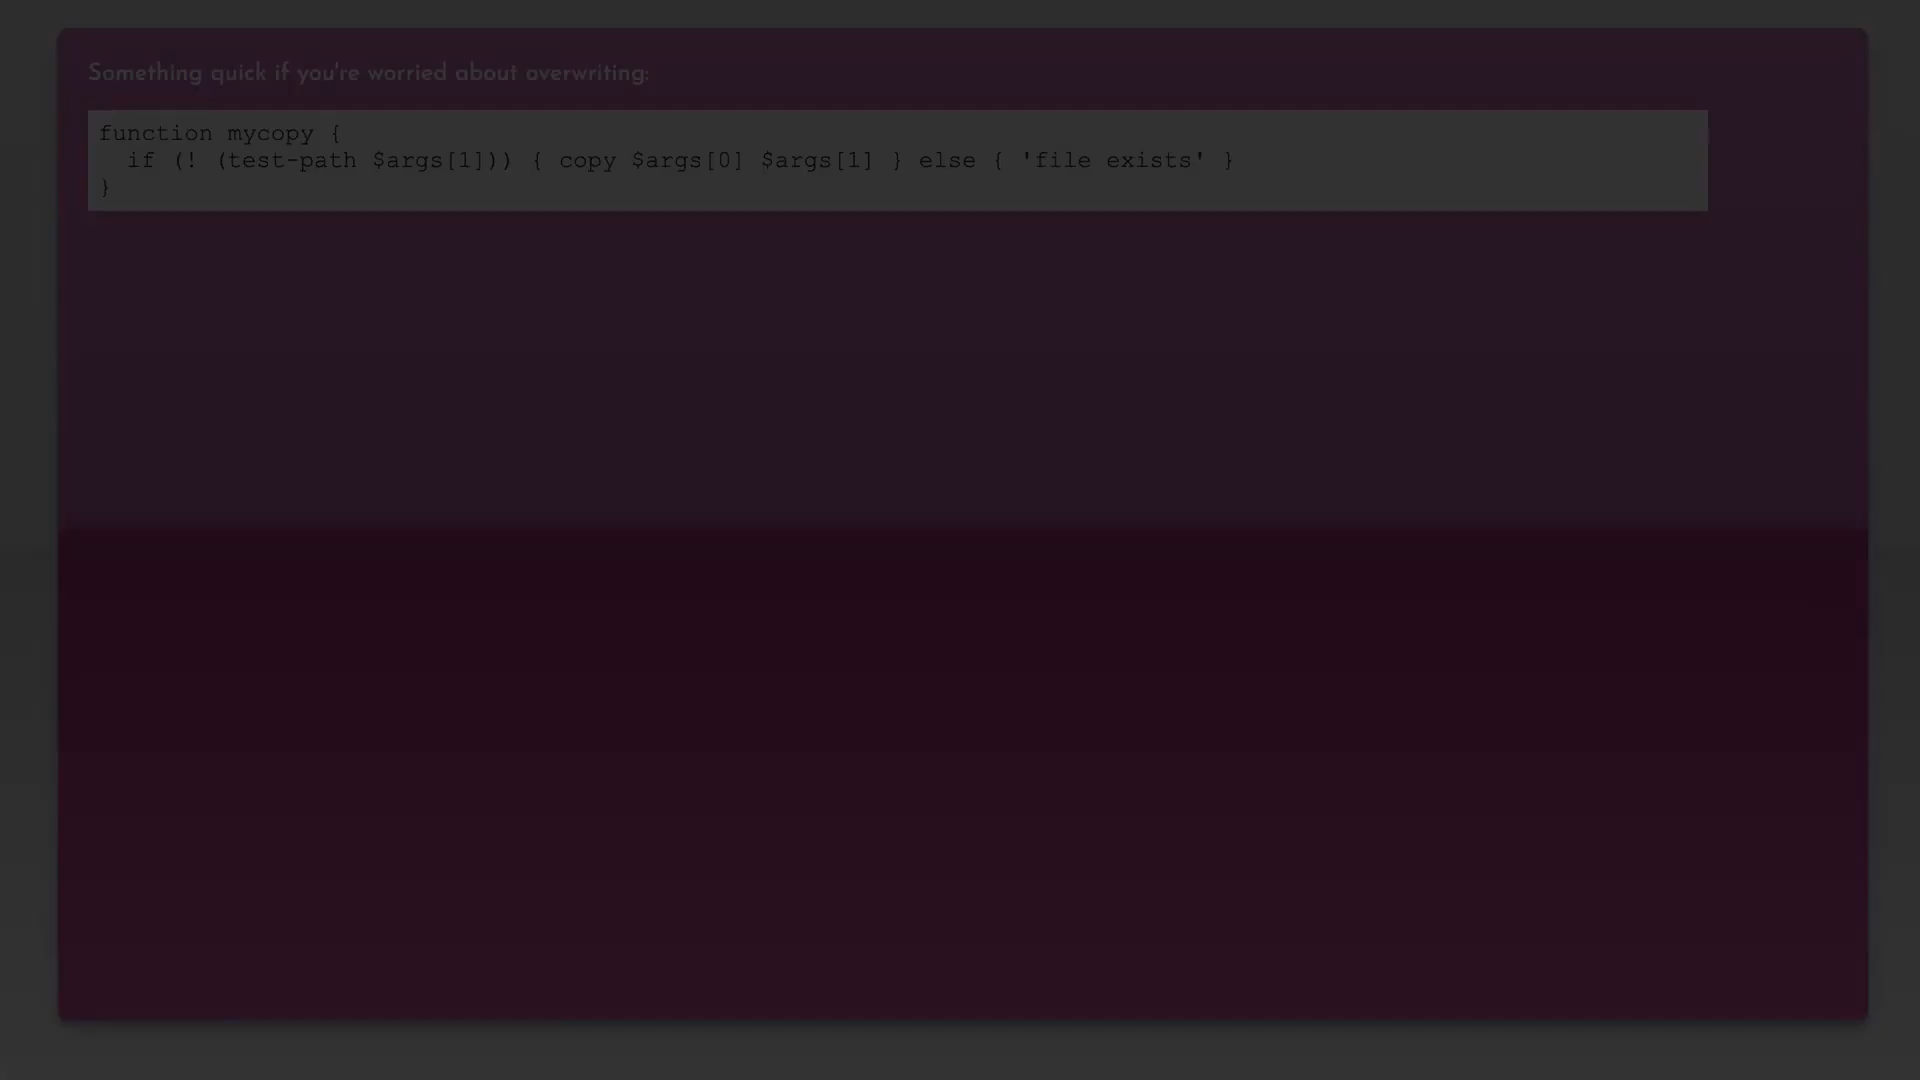 Something quick if you're worried about overwriting:
function mycopy {
  if (! (test-path $args[1])) { copy $args[0] $args[1] } else { 'file exists' }
}